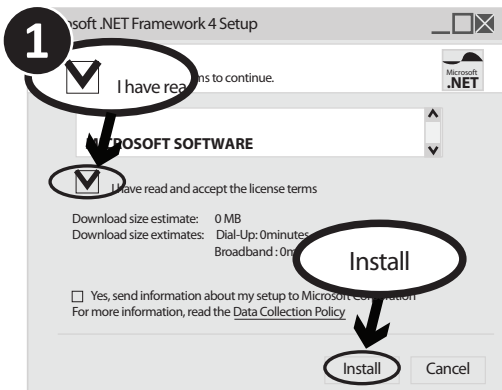 1
osoft .NET Framework 4 Setup
I have rea
ms to continue.
Microsoft
.NET
MICROSOFT SOFTWARE
I have read and accept the license terms
Download size estimate: 0 MB
Download size extimates: Dial-Up: 0minutes
Broadband : 0m
Install
Yes, send information about my setup to Microsoft Corporation
For more information, read the Data Collection Policy
Install
Cancel